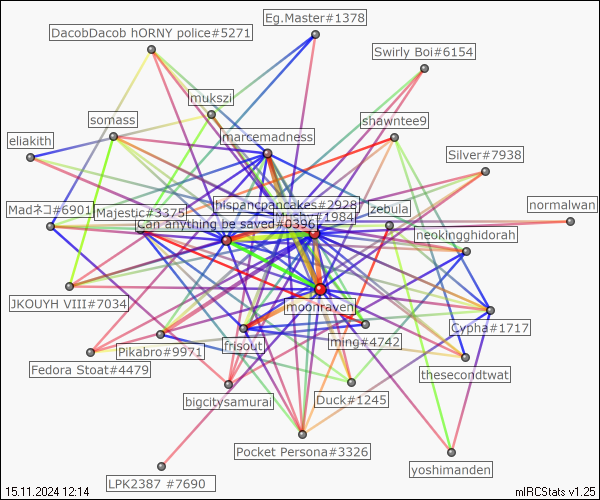 Eg.Master#1378
DacobDacob hORNY police#5271
Swirly Boi#6154
mukszi
somass
shawntee9
marcemadness
eliakith
Silver#7938
hispancpancakes#2928
normalwan
Madネコ#6901
Majestic#3375
zebula
Can anything be saved#0396
#1984
neokingghidorah
JKOUYH VIII#7034
moonraven
Cypha#1717
ming#4742
frisout
Pikabro#9971
Fedora Stoat#4479
thesecondtwat
bigcitysamurai
Duck#1245
Pocket Persona#3326
yoshimanden
LPK2387 #7690
15.11.2024 12:14
mIRCStats v1.25